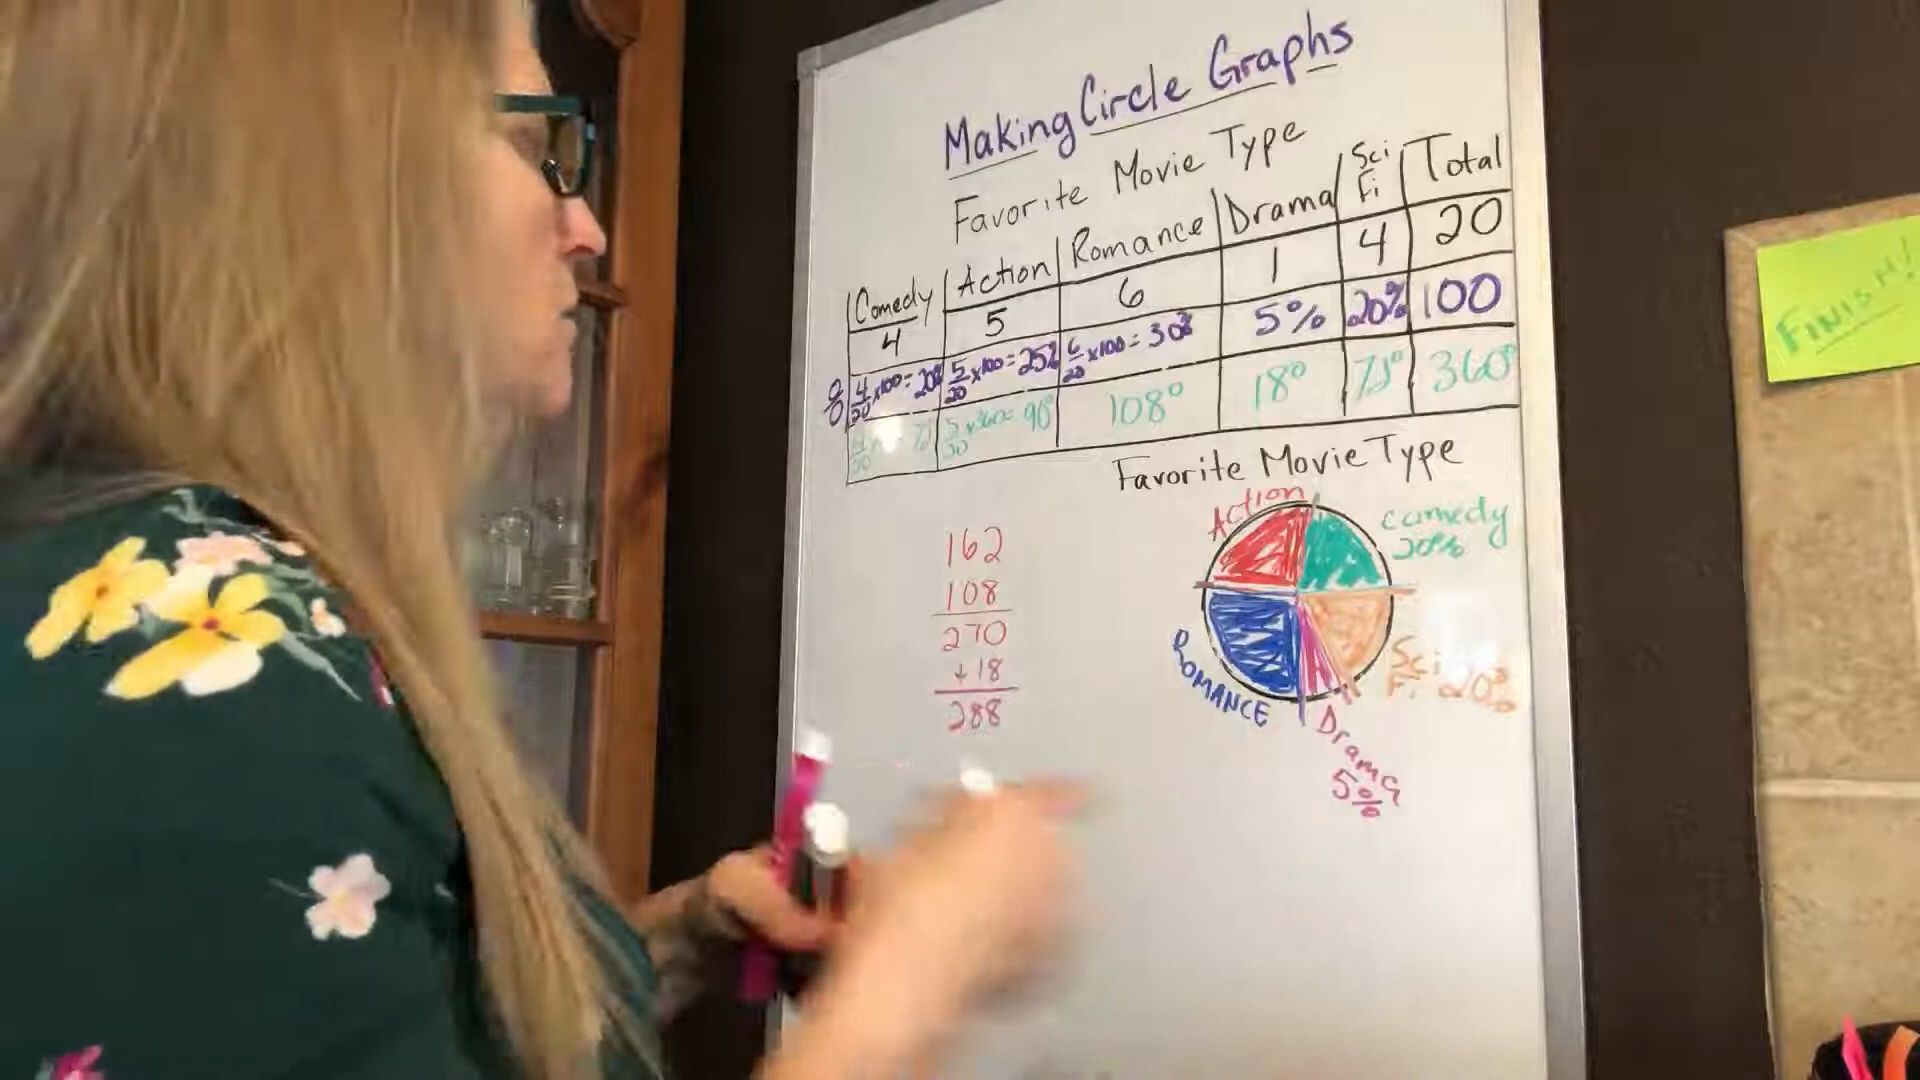 Making Circle Graphs
Favorite Movie Type
Comedy Action Romance Drama Sci Fi Total
4 5 6 1 4 20
% 4/20 x100= 20% 5/20 x100= 25% 6/20 x100= 30% 5% 20% 100
5/20 x360= 90° 108° 18° 360°
Favorite Movie Type
Action
comedy
20%
162
108
270
+18
288
Sci
Fi 20%
ROMANCE
Drama
5%
FINISH!